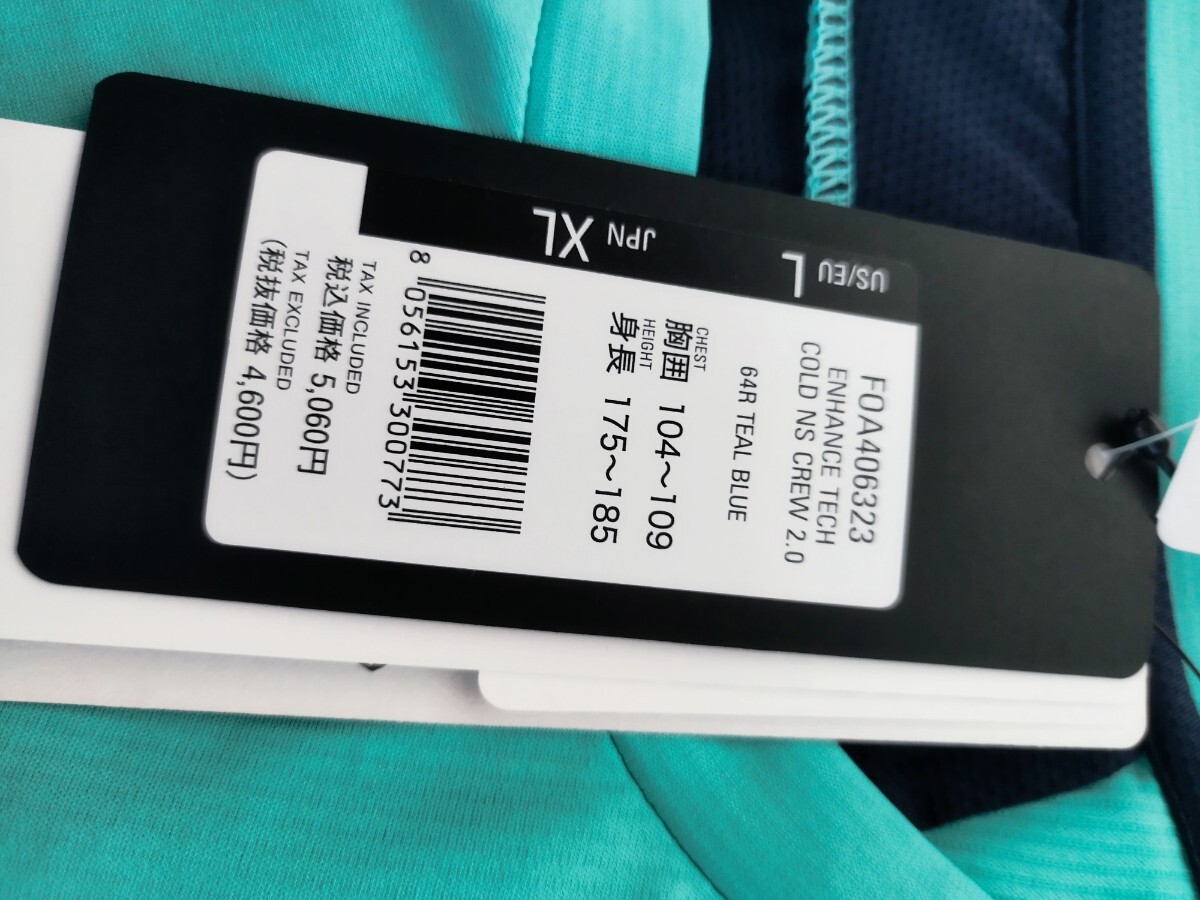 US/EU L
JPN XL
FOA406323
ENHANCE TECH
COLD NS CREW 2.0
64R TEAL BLUE
CHEST
胸囲 104～109
HEIGHT
身長 175～185
8 056153 300773
TAX INCLUDED
税込価格 5,060円
TAX EXCLUDED
(税抜価格 4,600円)